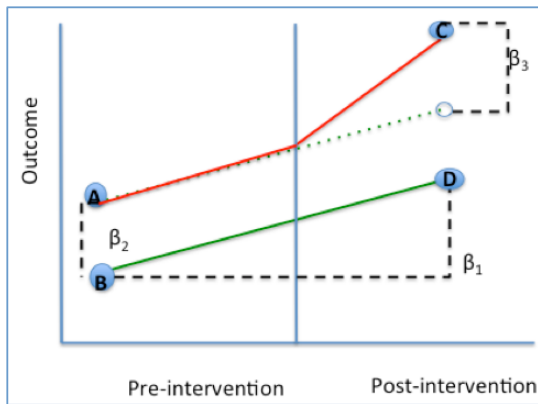 C
β3
Outcome
A
D
β2
B
β1
Pre-intervention
Post-intervention